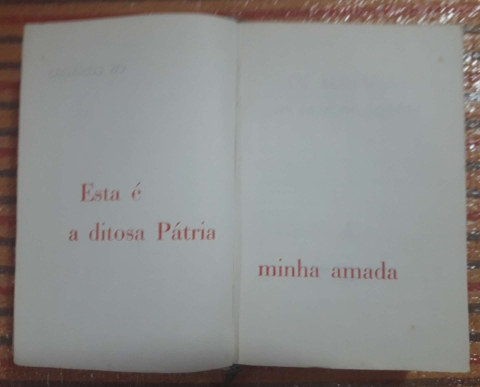 Esta é
a ditosa Pátria
minha amada